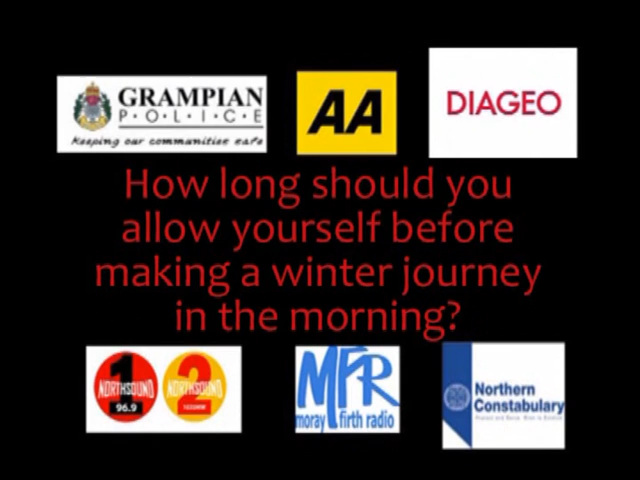 GRAMPIAN
P·O·L·I·C·E
Keeping our communities safe
AA
DIAGEO
How long should you
allow yourself before
making a winter journey
in the morning?
1
NORTHSOUND
96.9
2
NORTHSOUND
MFR
moray firth radio
Northern
Constabulary